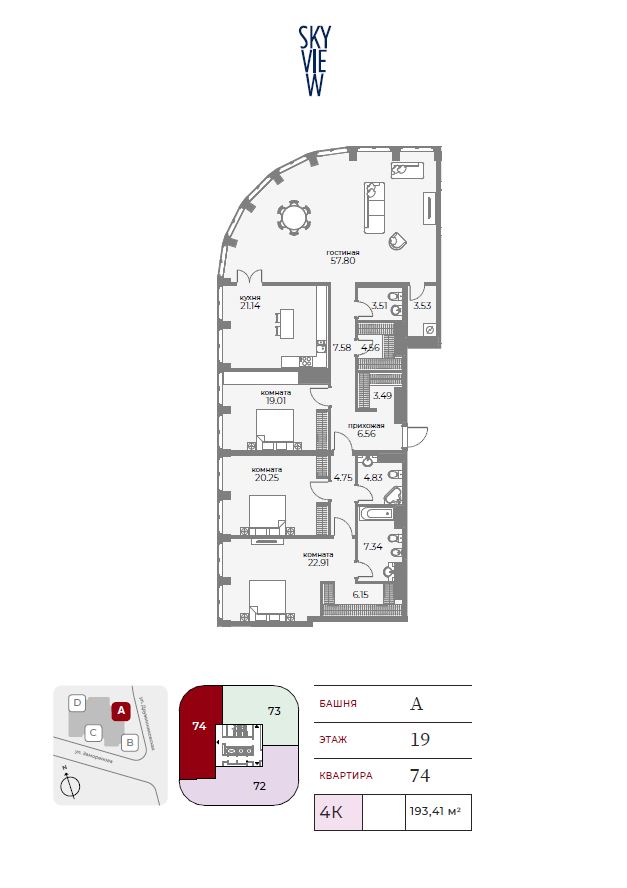 SKY
VIE
W
гостиная
57.80
кухня
21.14
3.51
3.53
7.58
4.56
комната
19.01
3.49
прихожая
6.56
комната
20.25
4.75
4.83
7.34
комната
22.91
6.15
D
A
C
B
ул. Дружинниковская
ул. Заморенова
N
74
73
72
БАШНЯ A
ЭТАЖ 19
КВАРТИРА 74
4К 193,41 м²